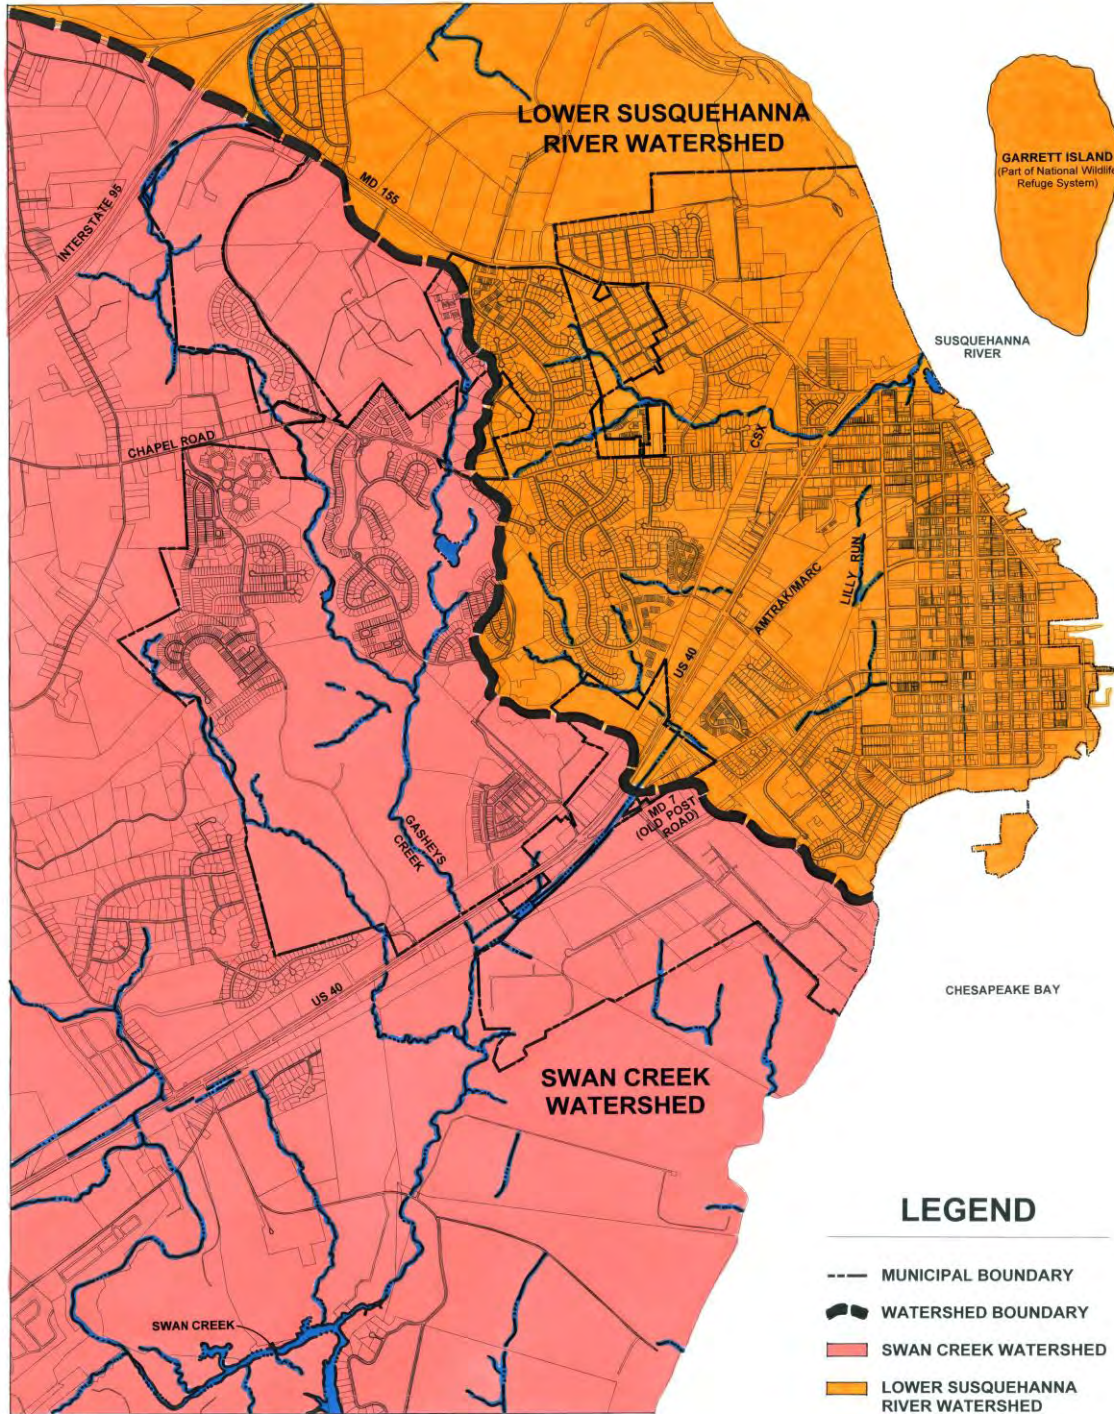 LOWER SUSQUEHANNA
RIVER WATERSHED
GARRETT ISLAND
(Part of National Wildlife
Refuge System)
MD 155
INTERSTATE 95
SUSQUEHANNA
RIVER
CHAPEL ROAD
CSX
LILLY RUN
AMTRAK/MARC
US 40
MD 7
(OLD POST
ROAD)
GASHEYS
CREEK
US 40
CHESAPEAKE BAY
SWAN CREEK
WATERSHED
SWAN CREEK
LEGEND
MUNICIPAL BOUNDARY
WATERSHED BOUNDARY
SWAN CREEK WATERSHED
LOWER SUSQUEHANNA
RIVER WATERSHED